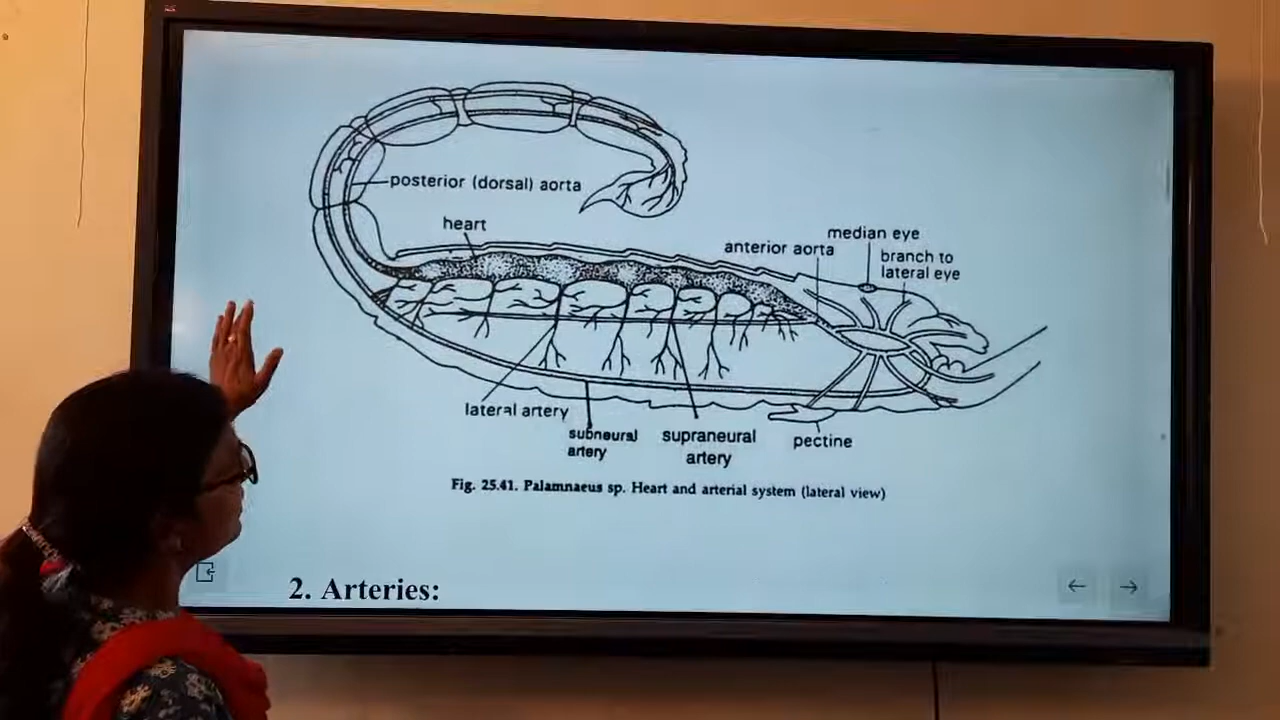 posterior (dorsal) aorta
heart
median eye
anterior aorta
branch to
lateral eye
lateral artery
subneural
artery
supraneural
artery
pectine
Fig. 25.41. Palamnaeus sp. Heart and arterial system (lateral view)
2. Arteries: